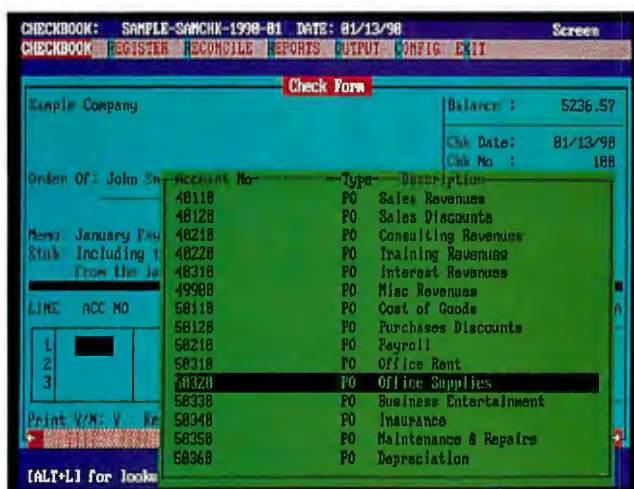 CHECKBOOK: SAMPLE-SAMCHK-1990-01 DATE: 01/13/90 Screen
CHECKBOOK REGISTER RECONCILE REPORTS OUTPUT CONFIG EXIT
Check Form
Sample Company
Balance : 5236.57
Chk Date: 01/13/90
Chk No : 100
Order Of: John
Account No Type Description
40110 PO Sales Revenues
40120 PO Sales Discounts
40210 PO Consulting Revenues
40220 PO Training Revenues
40310 PO Interest Revenues
49900 PO Misc Revenues
50110 PO Cost of Goods
50120 PO Purchases Discounts
50210 PO Payroll
50310 PO Office Rent
50320 PO Office Supplies
50330 PO Business Entertainment
50340 PO Insurance
50350 PO Maintenance & Repairs
50360 PO Depreciation
Memo: January
Stub Including
from the
LINE ACC NO A
1
2
3
Print Y/N: Y
[ALT+L] for